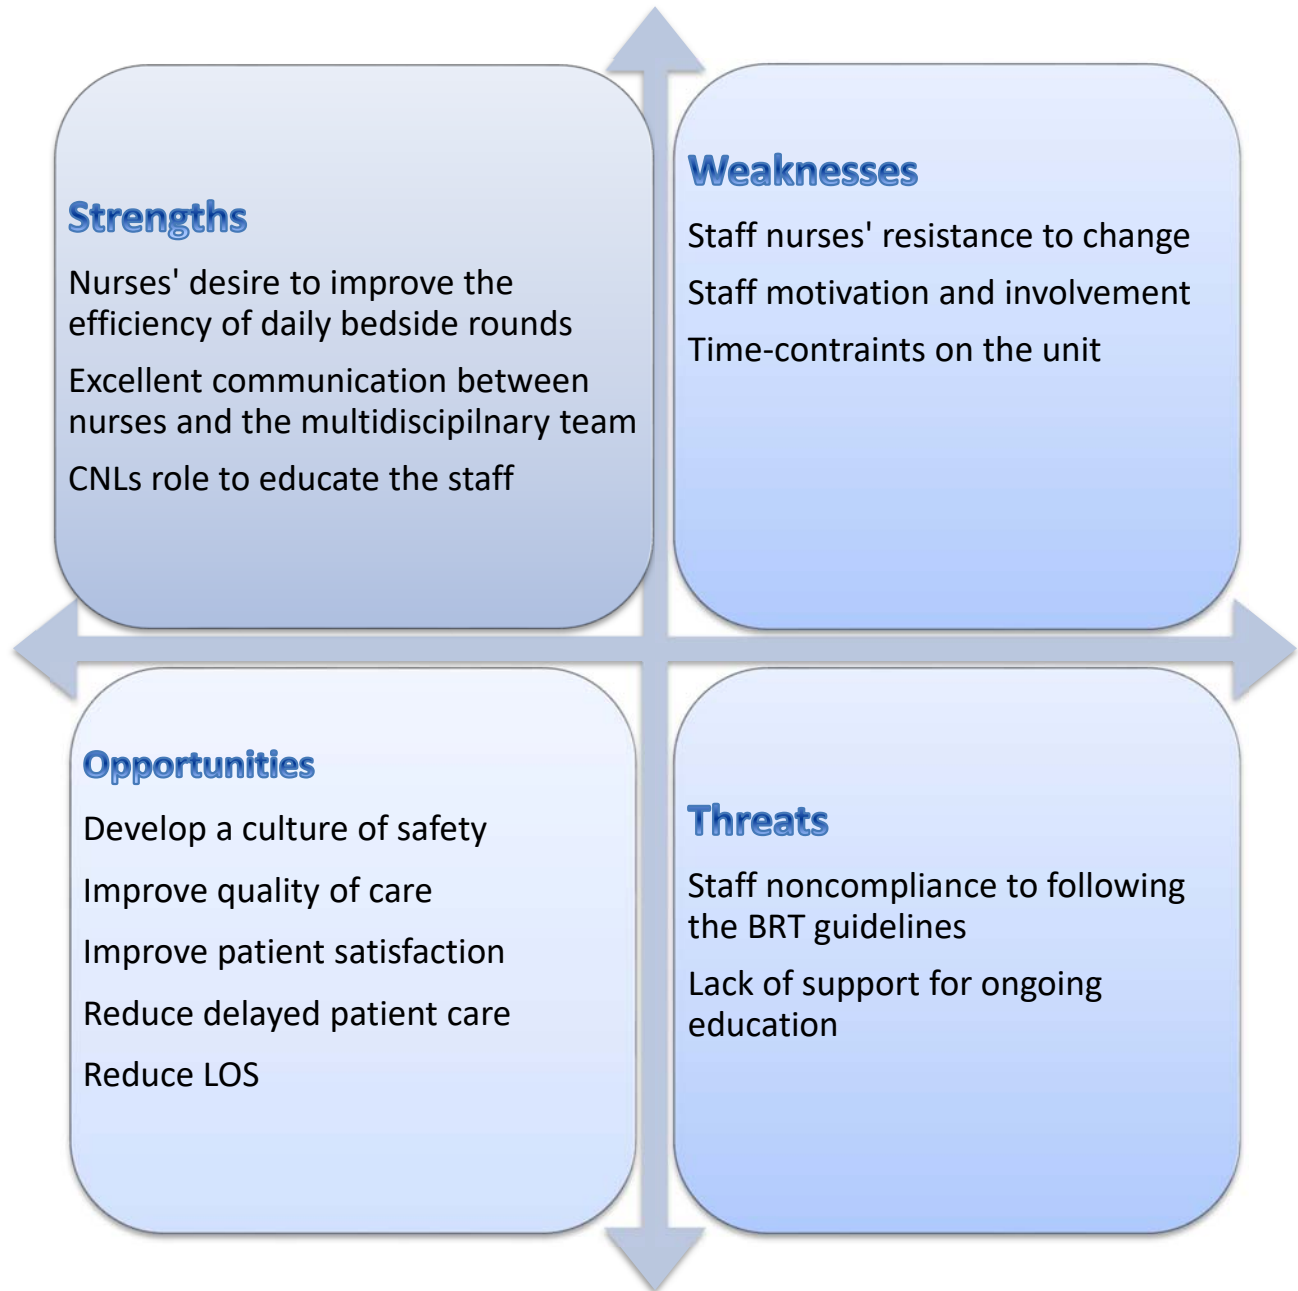 Strengths
Nurses' desire to improve the
efficiency of daily bedside rounds
Excellent communication between
nurses and the multidiscipilnary team
CNLs role to educate the staff
Weaknesses
Staff nurses' resistance to change
Staff motivation and involvement
Time-contraints on the unit
Opportunities
Develop a culture of safety
Improve quality of care
Improve patient satisfaction
Reduce delayed patient care
Reduce LOS
Threats
Staff noncompliance to following
the BRT guidelines
Lack of support for ongoing
education